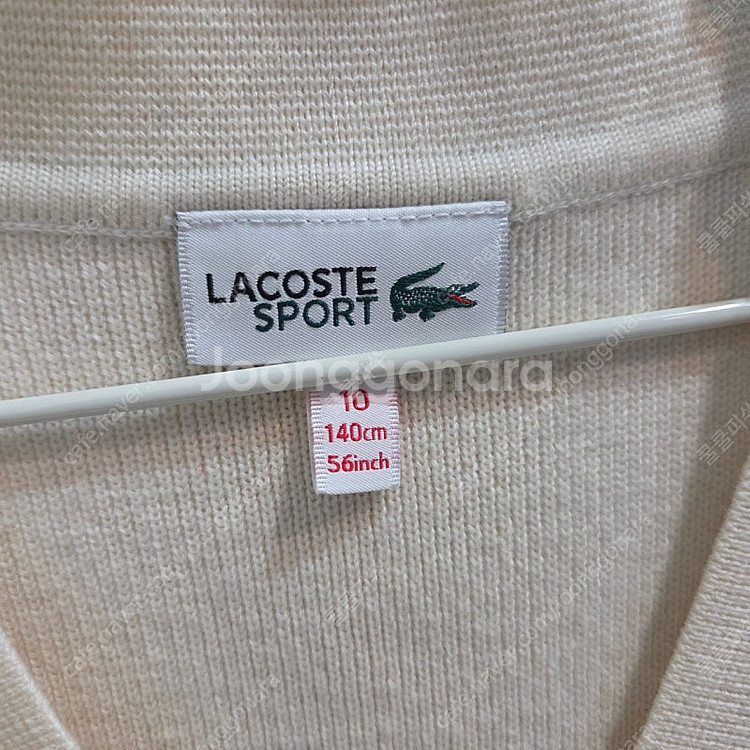 LACOSTE
SPORT
Joonggonara
10
140cm
56inch